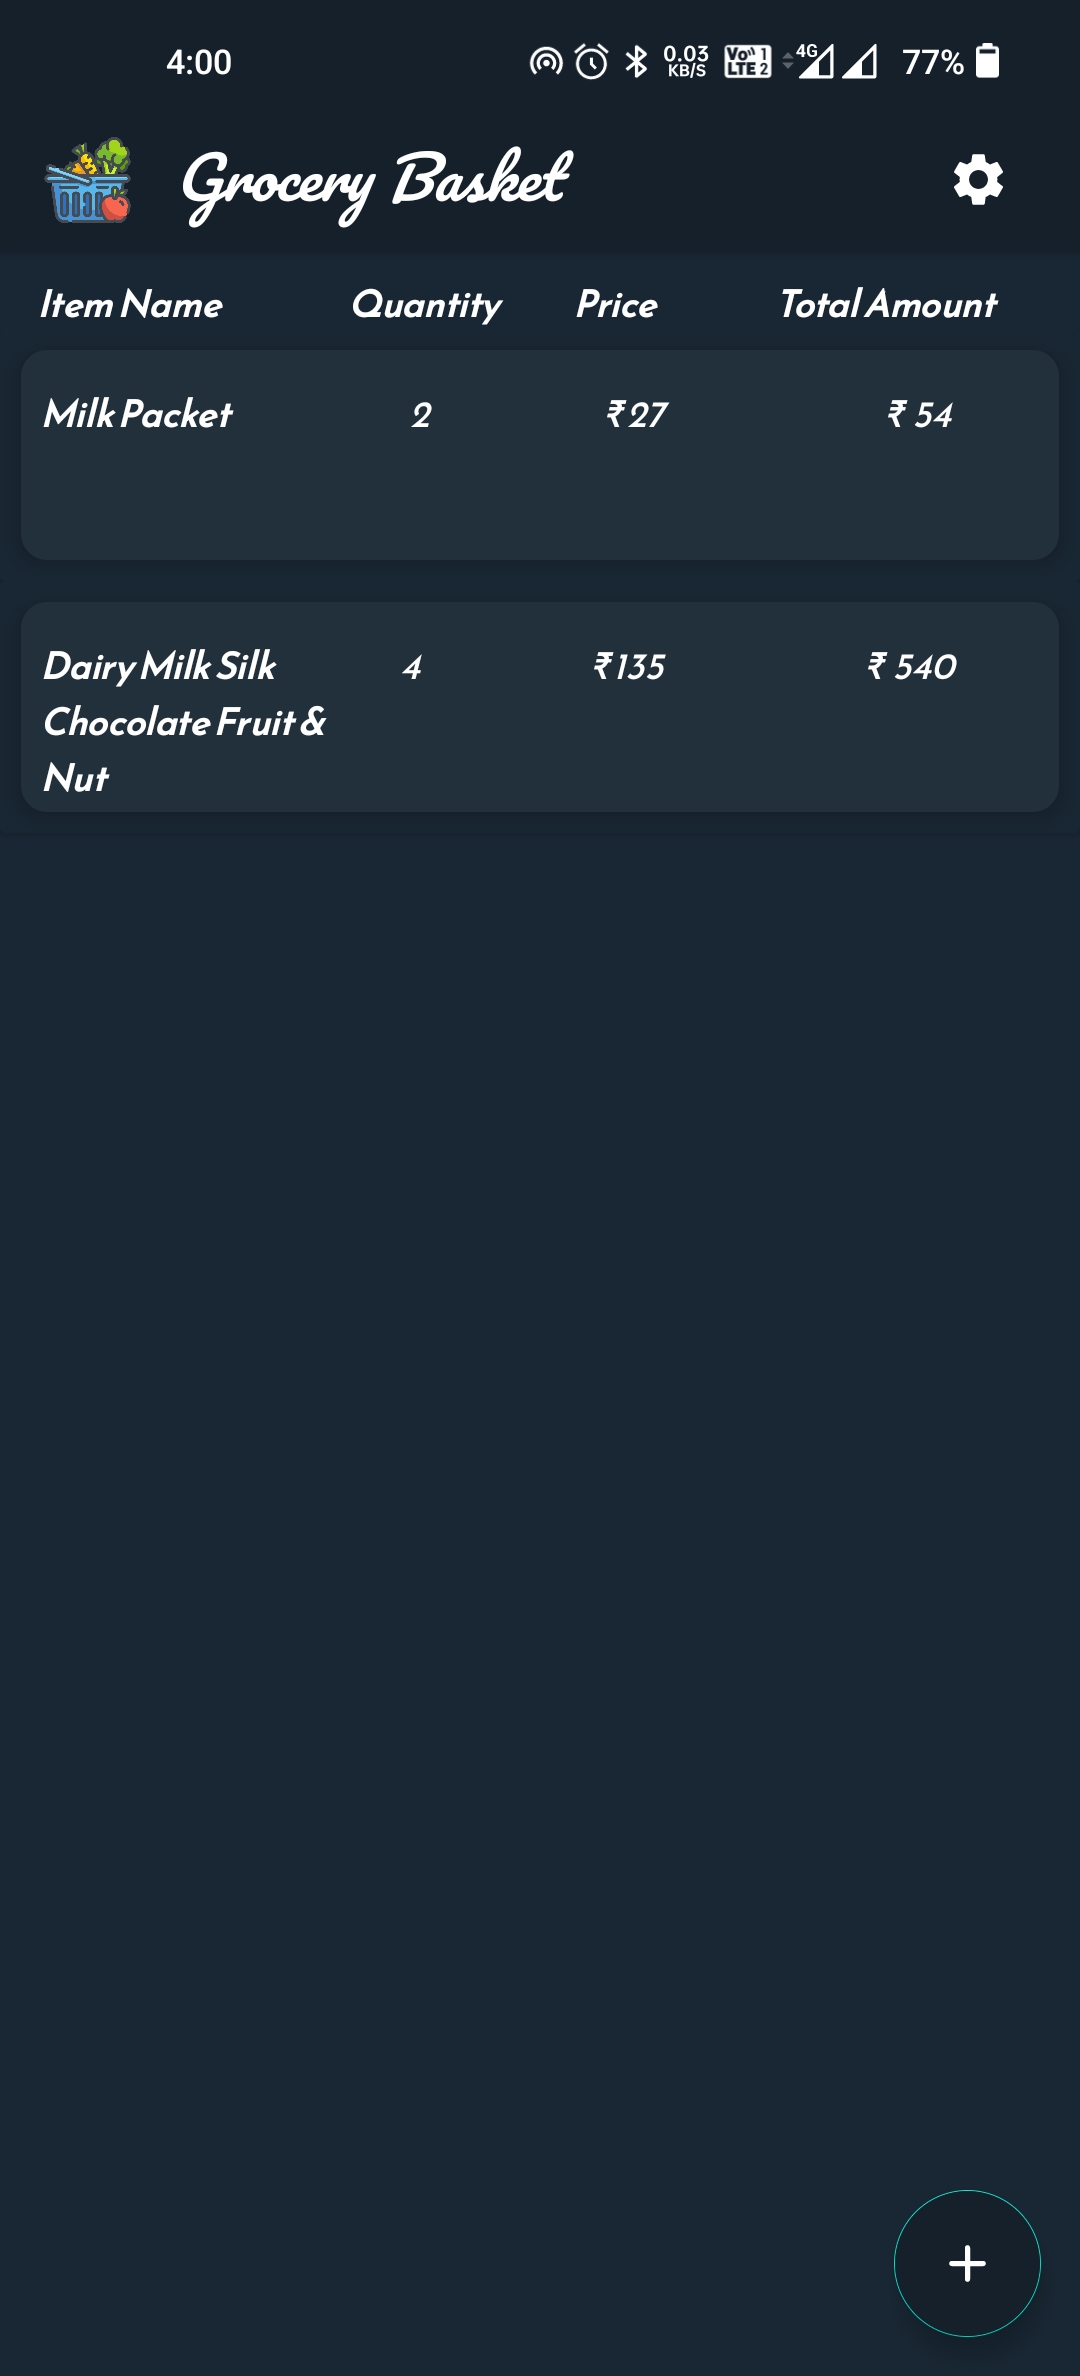 4:00 0.03 KB/S Vo 1 LTE 2 4G 77%
Grocery Basket
Item Name Quantity Price Total Amount
Milk Packet 2 ₹27 ₹ 54
Dairy Milk Silk 4 ₹135 ₹ 540
Chocolate Fruit &
Nut